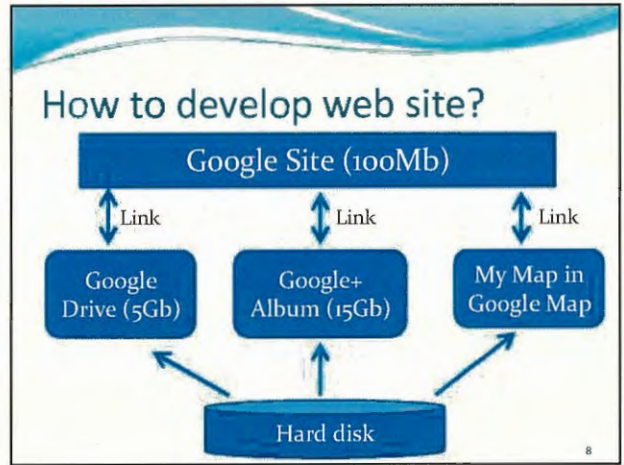 How to develop web site?
Google Site (100Mb)
Link
Link
Link
Google
Drive (5Gb)
Google+
Album (15Gb)
My Map in
Google Map
Hard disk
8